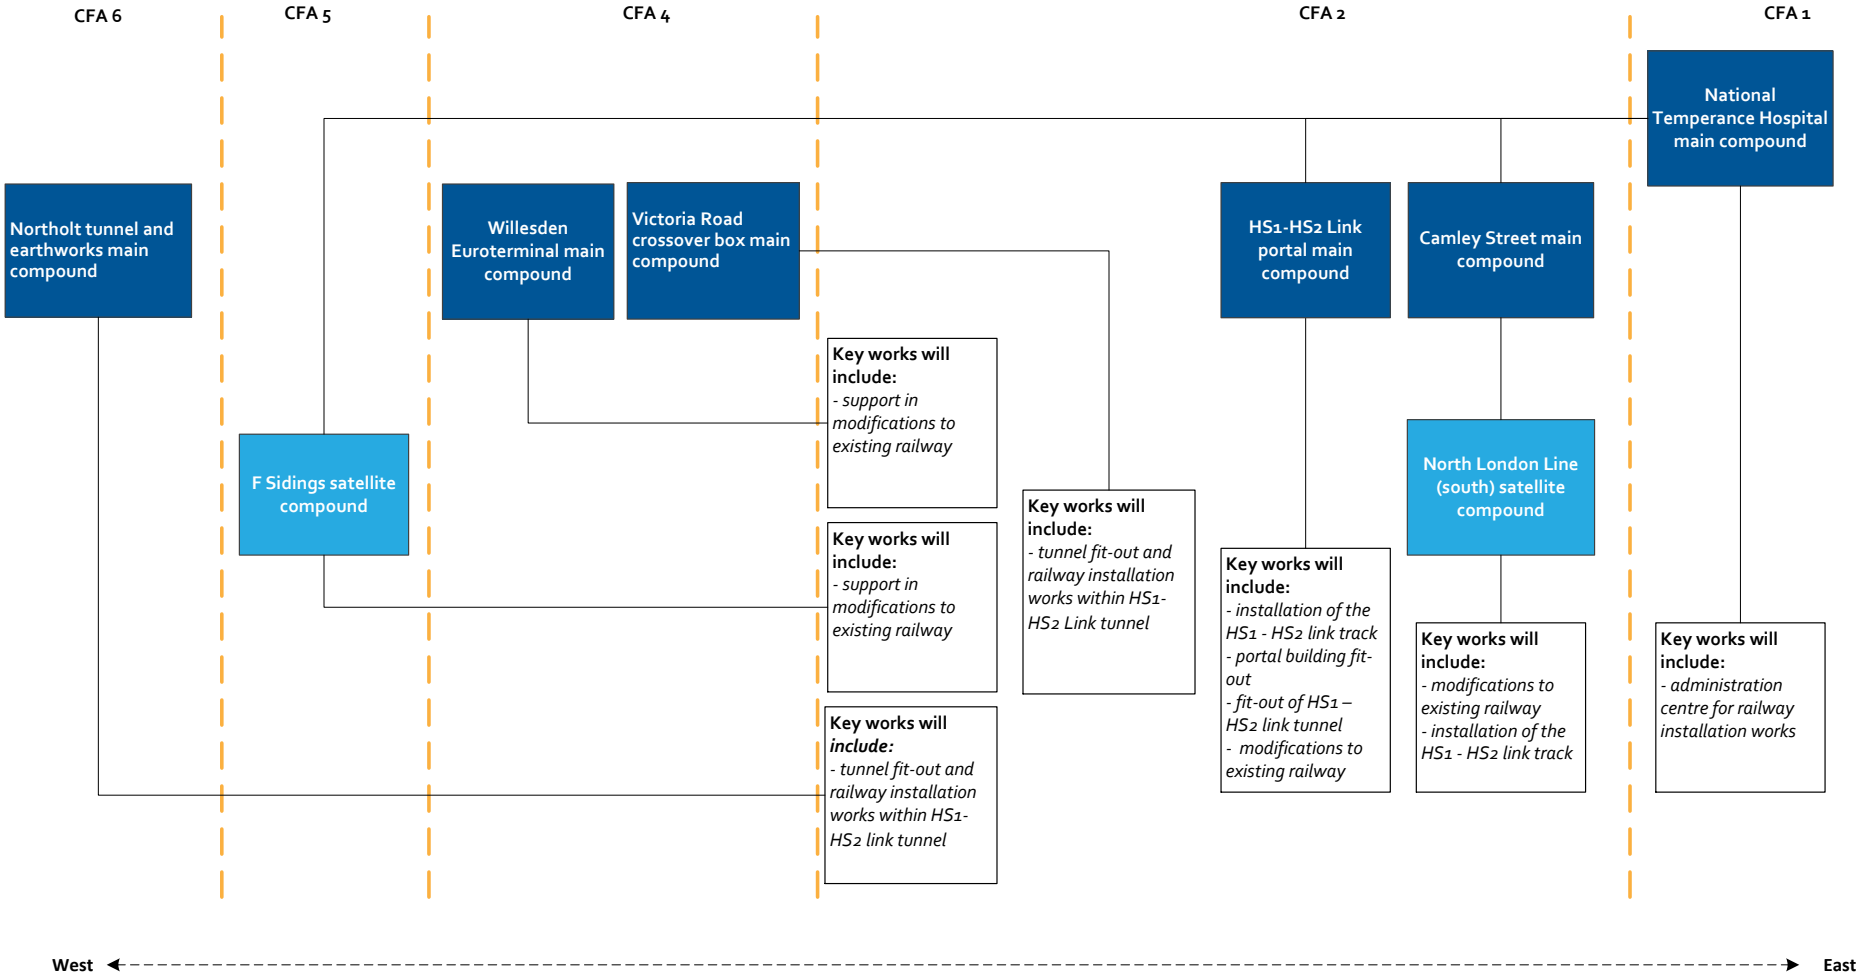 CFA 6
CFA 5
CFA 4
CFA 2
CFA 1
National
Temperance Hospital
main compound
Northolt tunnel and
earthworks main
compound
Willesden
Euroterminal main
compound
Victoria Road
crossover box main
compound
HS1-HS2 Link
portal main
compound
Camley Street main
compound
Key works will
include:
- support in
modifications to
existing railway
F Sidings satellite
compound
North London Line
(south) satellite
compound
Key works will
include:
- support in
modifications to
existing railway
Key works will
include:
- tunnel fit-out and
railway installation
works within HS1-
HS2 Link tunnel
Key works will
include:
- installation of the
HS1 - HS2 link track
- portal building fit-
out
- fit-out of HS1 –
HS2 link tunnel
- modifications to
existing railway
Key works will
include:
- modifications to
existing railway
- installation of the
HS1 - HS2 link track
Key works will
include:
- administration
centre for railway
installation works
Key works will
include:
- tunnel fit-out and
railway installation
works within HS1-
HS2 link tunnel
West
East